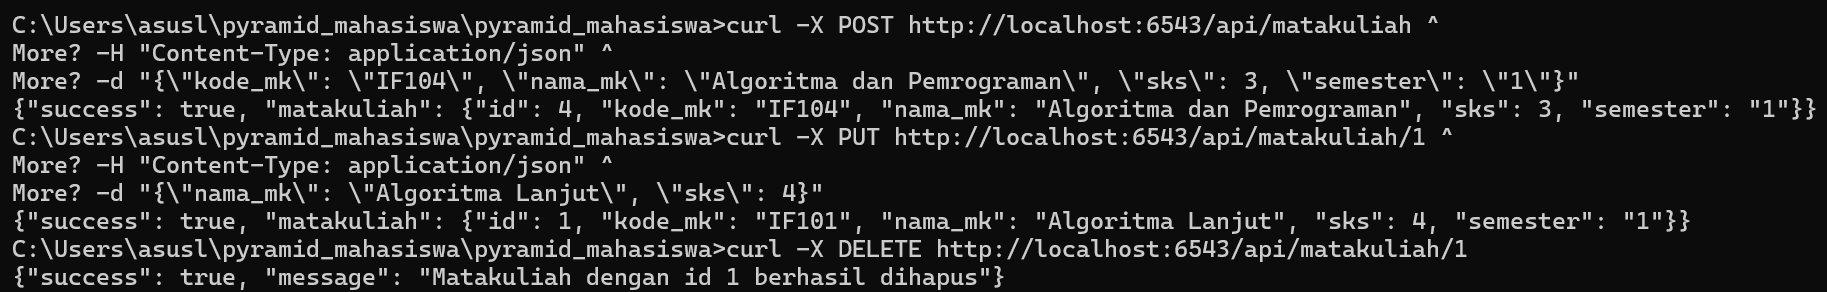 C:\Users\asusl\pyramid_mahasiswa\pyramid_mahasiswa>curl -X POST http://localhost:6543/api/matakuliah ^
More? -H "Content-Type: application/json" ^
More? -d "{\"kode_mk\": \"IF104\", \"nama_mk\": \"Algoritma dan Pemrograman\", \"sks\": 3, \"semester\": \"1\"}"
{"success": true, "matakuliah": {"id": 4, "kode_mk": "IF104", "nama_mk": "Algoritma dan Pemrograman", "sks": 3, "semester": "1"}}
C:\Users\asusl\pyramid_mahasiswa\pyramid_mahasiswa>curl -X PUT http://localhost:6543/api/matakuliah/1 ^
More? -H "Content-Type: application/json" ^
More? -d "{\"nama_mk\": \"Algoritma Lanjut\", \"sks\": 4}"
{"success": true, "matakuliah": {"id": 1, "kode_mk": "IF101", "nama_mk": "Algoritma Lanjut", "sks": 4, "semester": "1"}}
C:\Users\asusl\pyramid_mahasiswa\pyramid_mahasiswa>curl -X DELETE http://localhost:6543/api/matakuliah/1
{"success": true, "message": "Matakuliah dengan id 1 berhasil dihapus"}